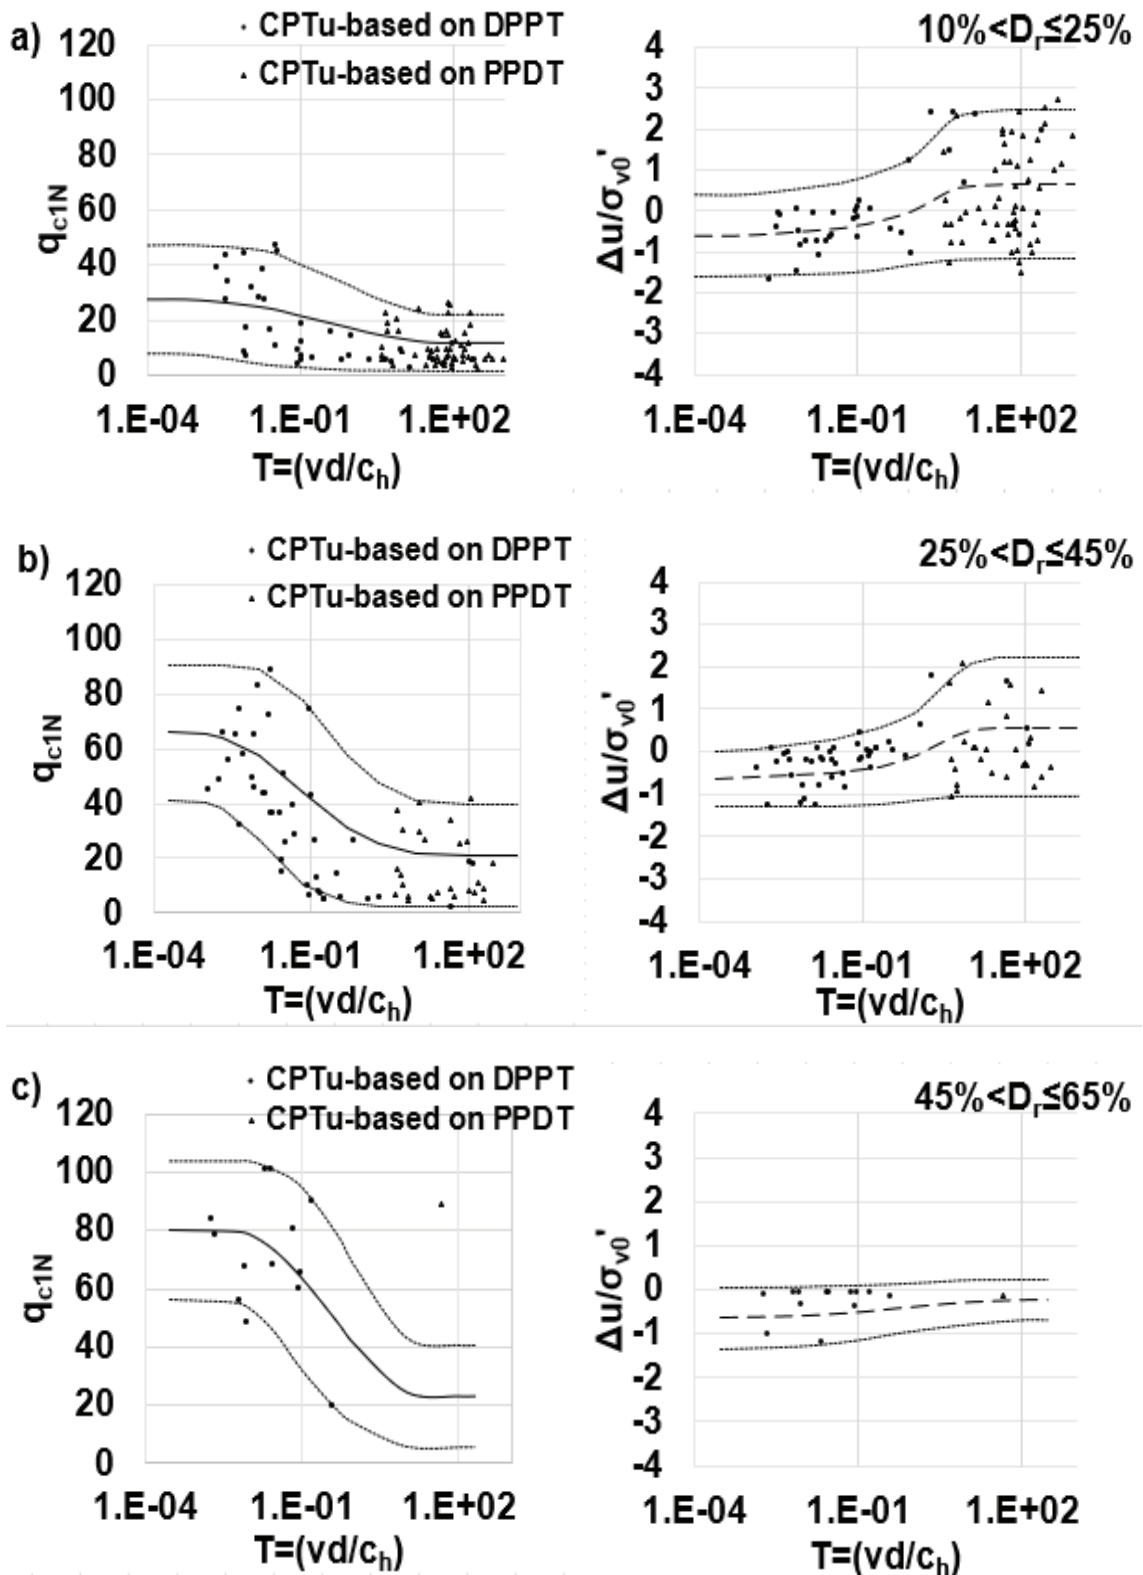 a)
• CPTu-based on DPPT
▲ CPTu-based on PPDT
120
100
80
60
40
20
0
q_c1N
1.E-04 1.E-01 1.E+02
T=(vd/c_h)
10%<D_r≤25%
4
3
2
1
0
-1
-2
-3
-4
Δu/σ_v0'
1.E-04 1.E-01 1.E+02
T=(vd/c_h)
b)
• CPTu-based on DPPT
▲ CPTu-based on PPDT
120
100
80
60
40
20
0
q_c1N
1.E-04 1.E-01 1.E+02
T=(vd/c_h)
25%<D_r≤45%
4
3
2
1
0
-1
-2
-3
-4
Δu/σ_v0'
1.E-04 1.E-01 1.E+02
T=(vd/c_h)
c)
• CPTu-based on DPPT
▲ CPTu-based on PPDT
120
100
80
60
40
20
0
q_c1N
1.E-04 1.E-01 1.E+02
T=(vd/c_h)
45%<D_r≤65%
4
3
2
1
0
-1
-2
-3
-4
Δu/σ_v0'
1.E-04 1.E-01 1.E+02
T=(vd/c_h)